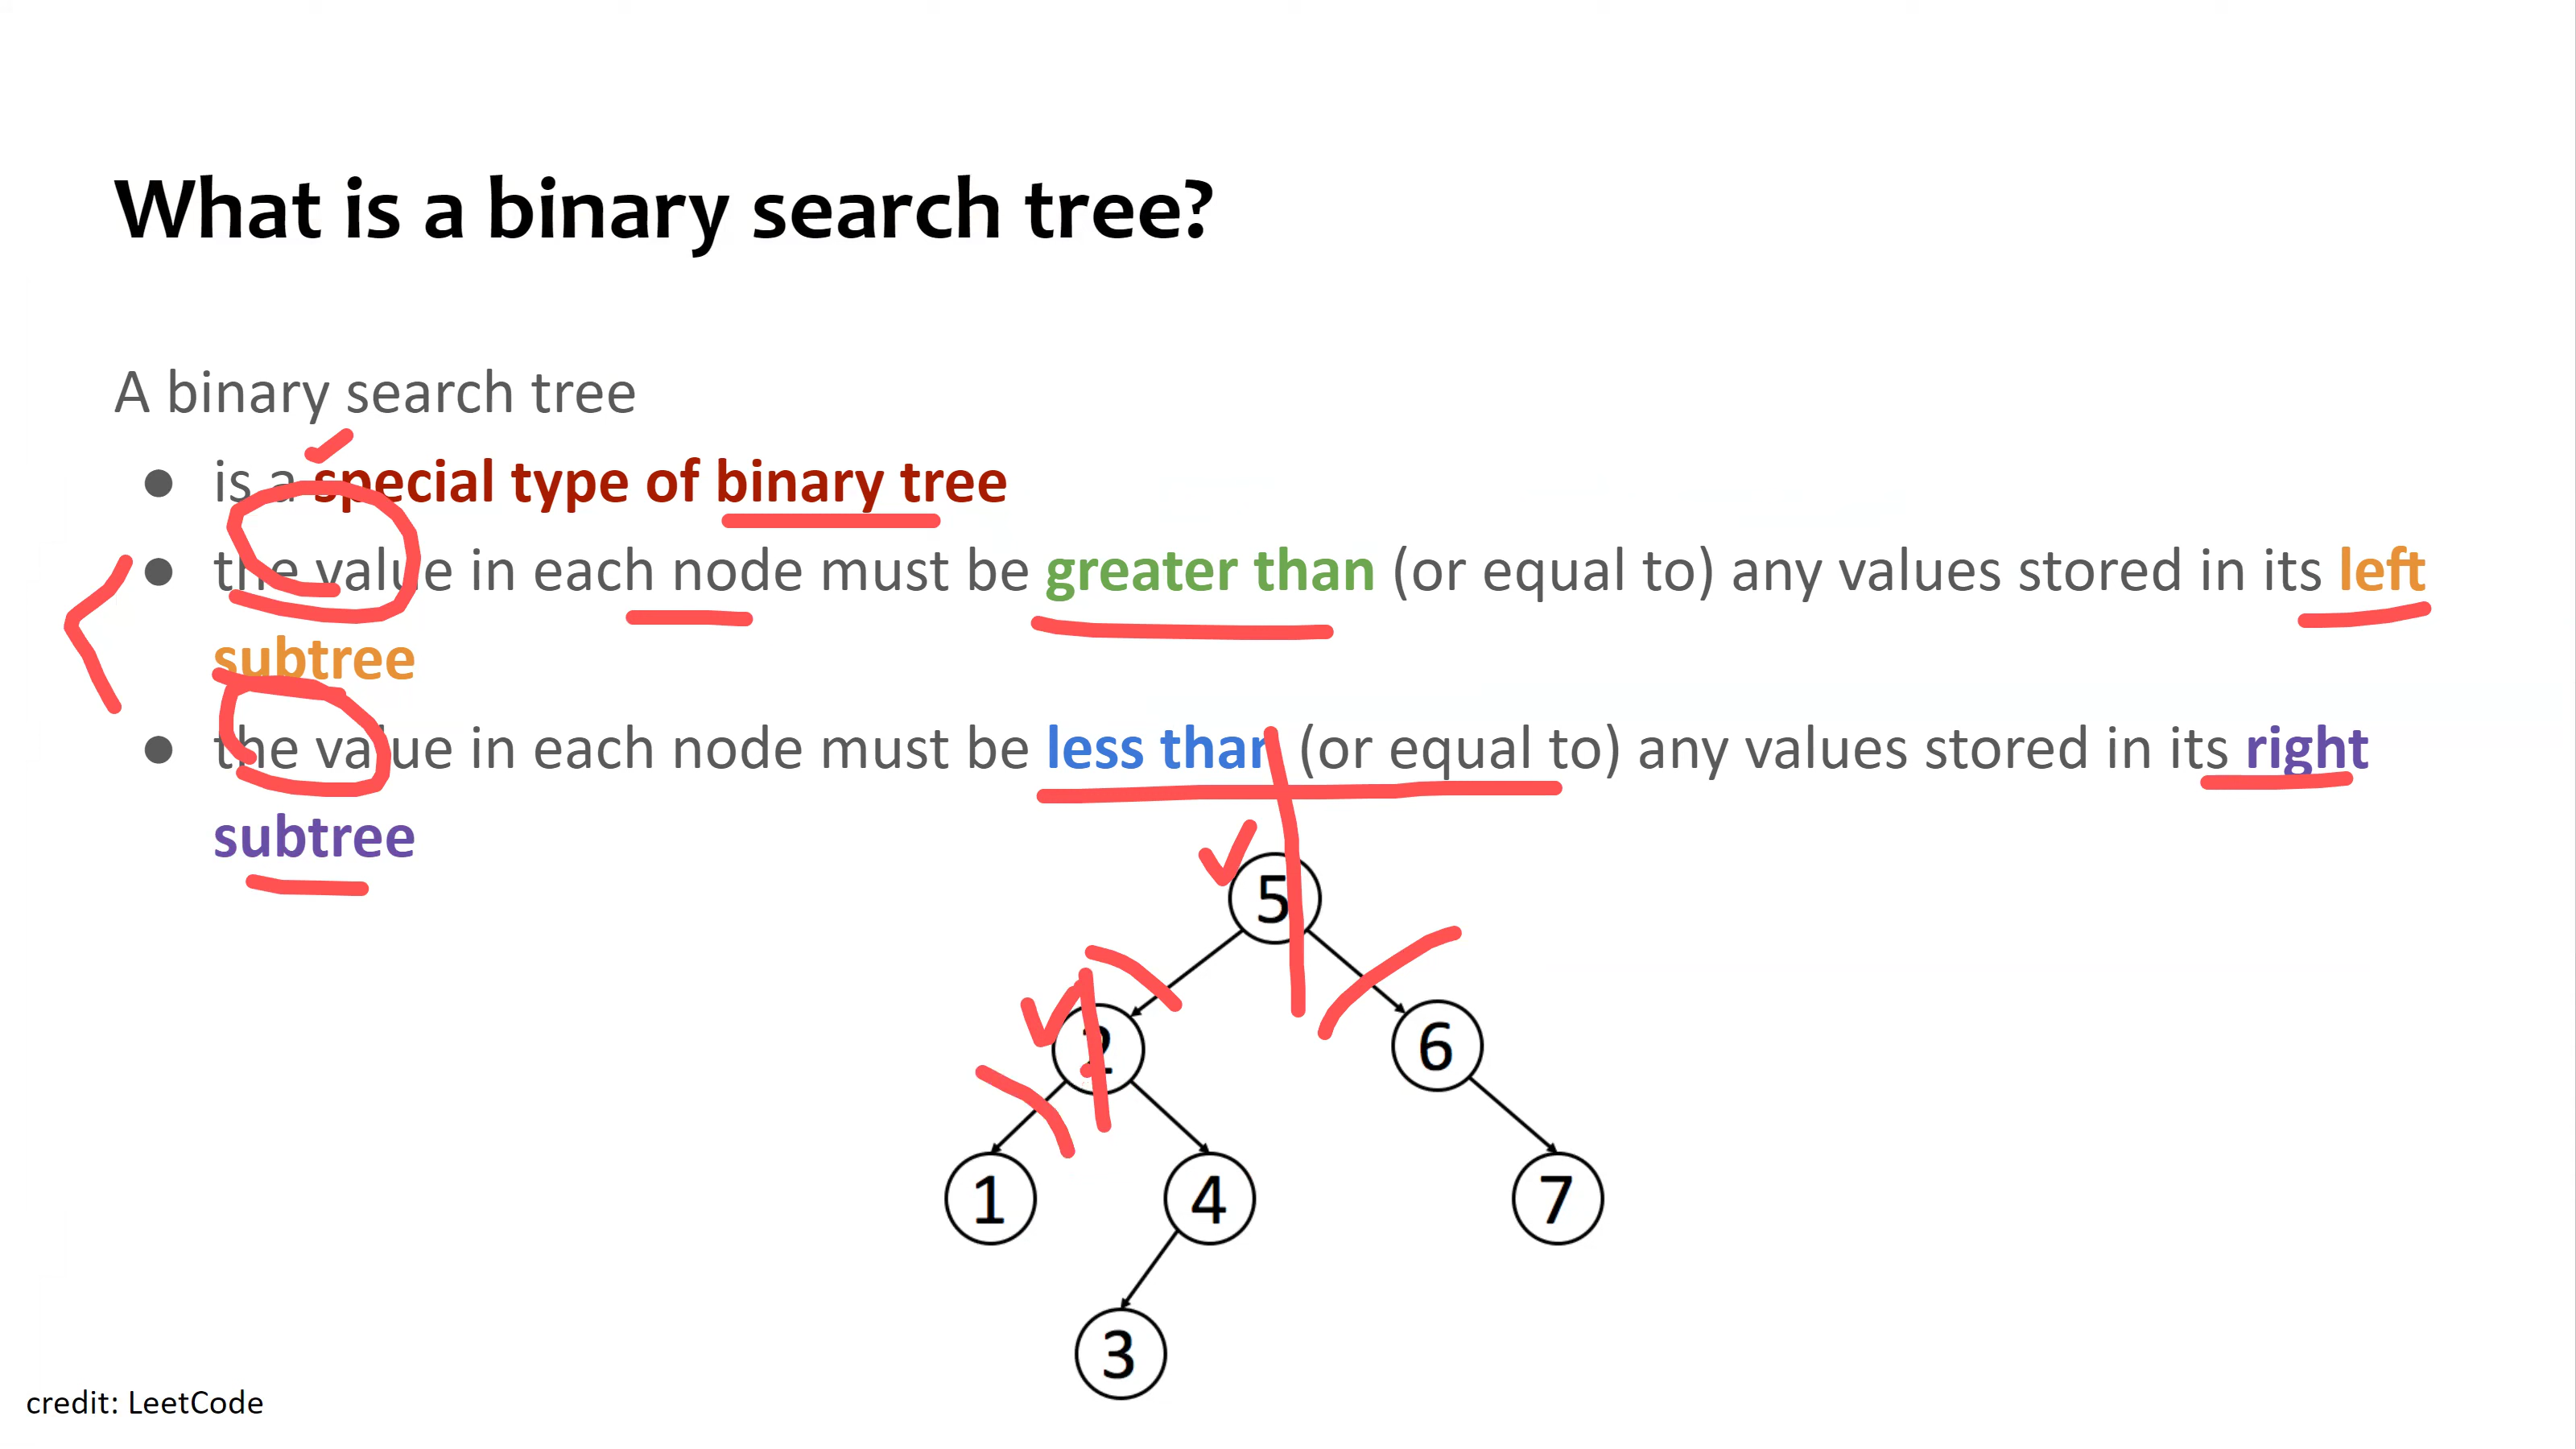 What is a binary search tree?
A binary search tree
● is a special type of binary tree
● the value in each node must be greater than (or equal to) any values stored in its left
subtree
● the value in each node must be less than (or equal to) any values stored in its right
subtree
5
2
6
1
4
7
3
credit: LeetCode